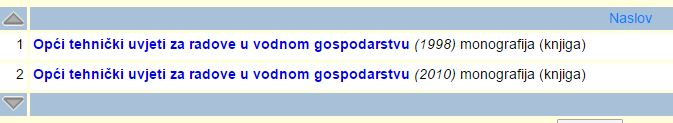 Naslov
1 Opći tehnički uvjeti za radove u vodnom gospodarstvu (1998) monografija (knjiga)
2 Opći tehnički uvjeti za radove u vodnom gospodarstvu (2010) monografija (knjiga)